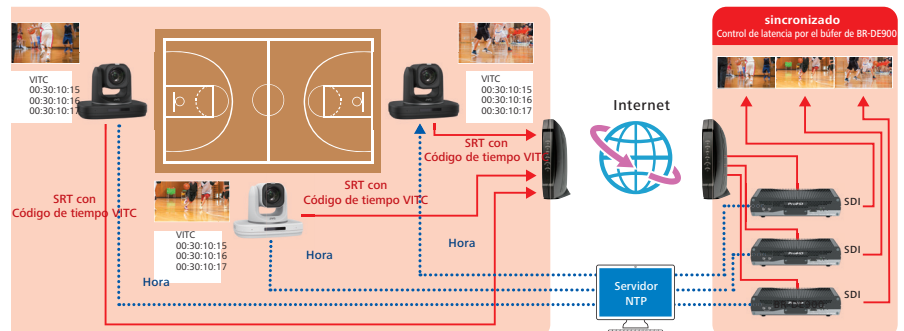 VITC
00:30:10:15
00:30:10:16
00:30:10:17
VITC
00:30:10:15
00:30:10:16
00:30:10:17
SRT con
Código de tiempo VITC
SRT con
Código de tiempo VITC
SRT con
Código de tiempo VITC
VITC
00:30:10:15
00:30:10:16
00:30:10:17
Hora
Hora
Hora
Internet
Servidor
NTP
sincronizado
Control de latencia por el búfer de BR-DE900
SDI
SDI
SDI